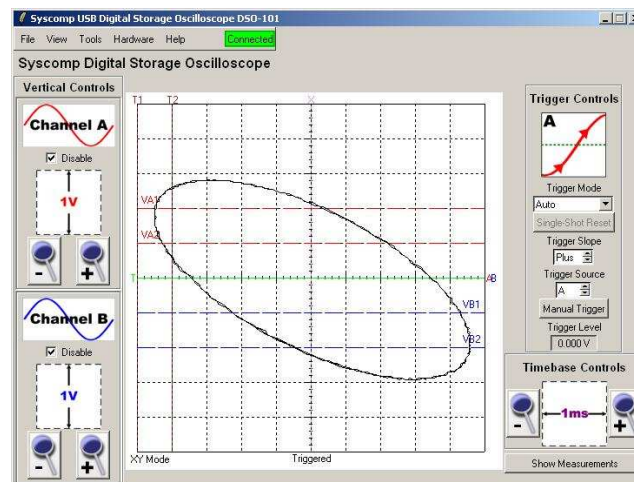 Syscomp USB Digital Storage Oscilloscope DSO-101
File View Tools Hardware Help Connected
Syscomp Digital Storage Oscilloscope
Vertical Controls
Channel A
Disable
1V
- +
Channel B
Disable
1V
- +
T1 T2 X
VA1
VA2
T AB
VB1
VB2
XY Mode Triggered
Trigger Controls
A
Trigger Mode
Auto
Single-Shot Reset
Trigger Slope
Plus
Trigger Source
A
Manual Trigger
Trigger Level
0.000 V
Timebase Controls
- 1ms +
Show Measurements